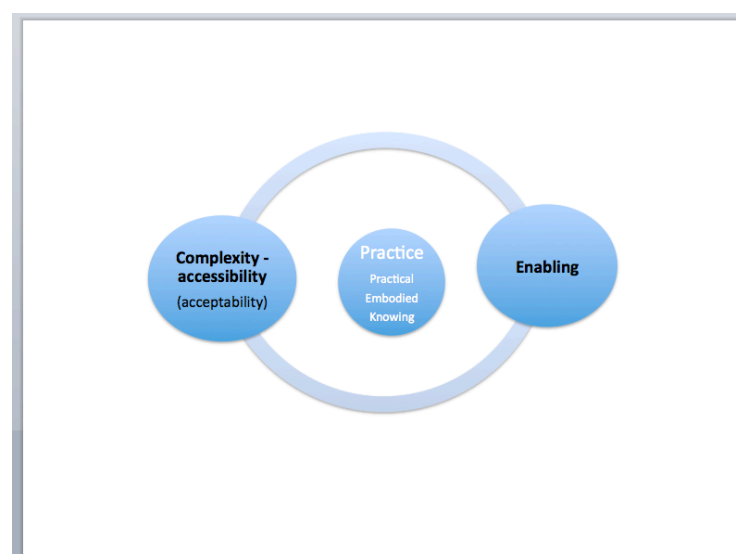 Complexity -
accessibility
(acceptability)
Practice
Practical
Embodied
Knowing
Enabling